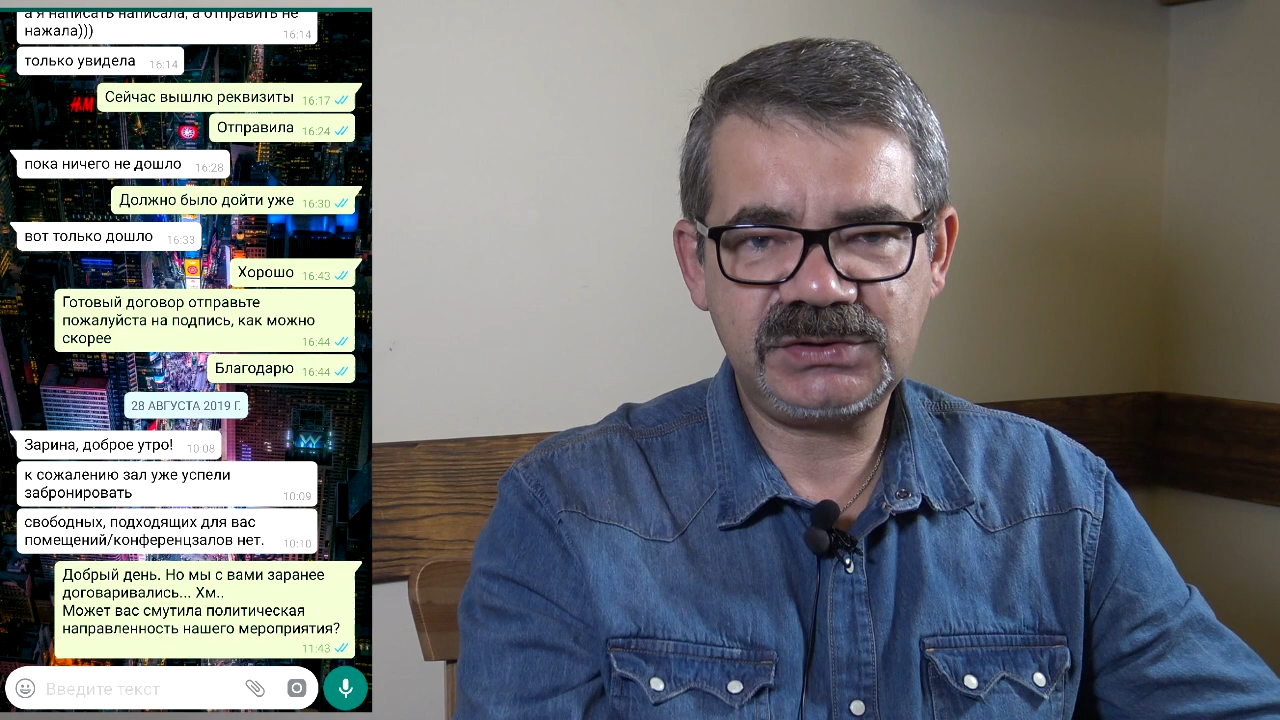 а я написать написала, а отправить не
нажала))) 16:14
только увидела 16:14
H&M
Сейчас вышлю реквизиты 16:17
Отправила 16:24
пока ничего не дошло 16:28
Должно было дойти уже 16:30
вот только дошло 16:33
Хорошо 16:43
Готовый договор отправьте
пожалуйста на подпись, как можно
скорее 16:44
Благодарю 16:44
28 АВГУСТА 2019 Г.
Зарина, доброе утро! 10:08
к сожалению зал уже успели
забронировать 10:09
свободных, подходящих для вас
помещений/конференцзалов нет. 10:10
Добрый день. Но мы с вами заранее
договаривались... Хм..
Может вас смутила политическая
направленность нашего мероприятия?
11:43
Введите текст